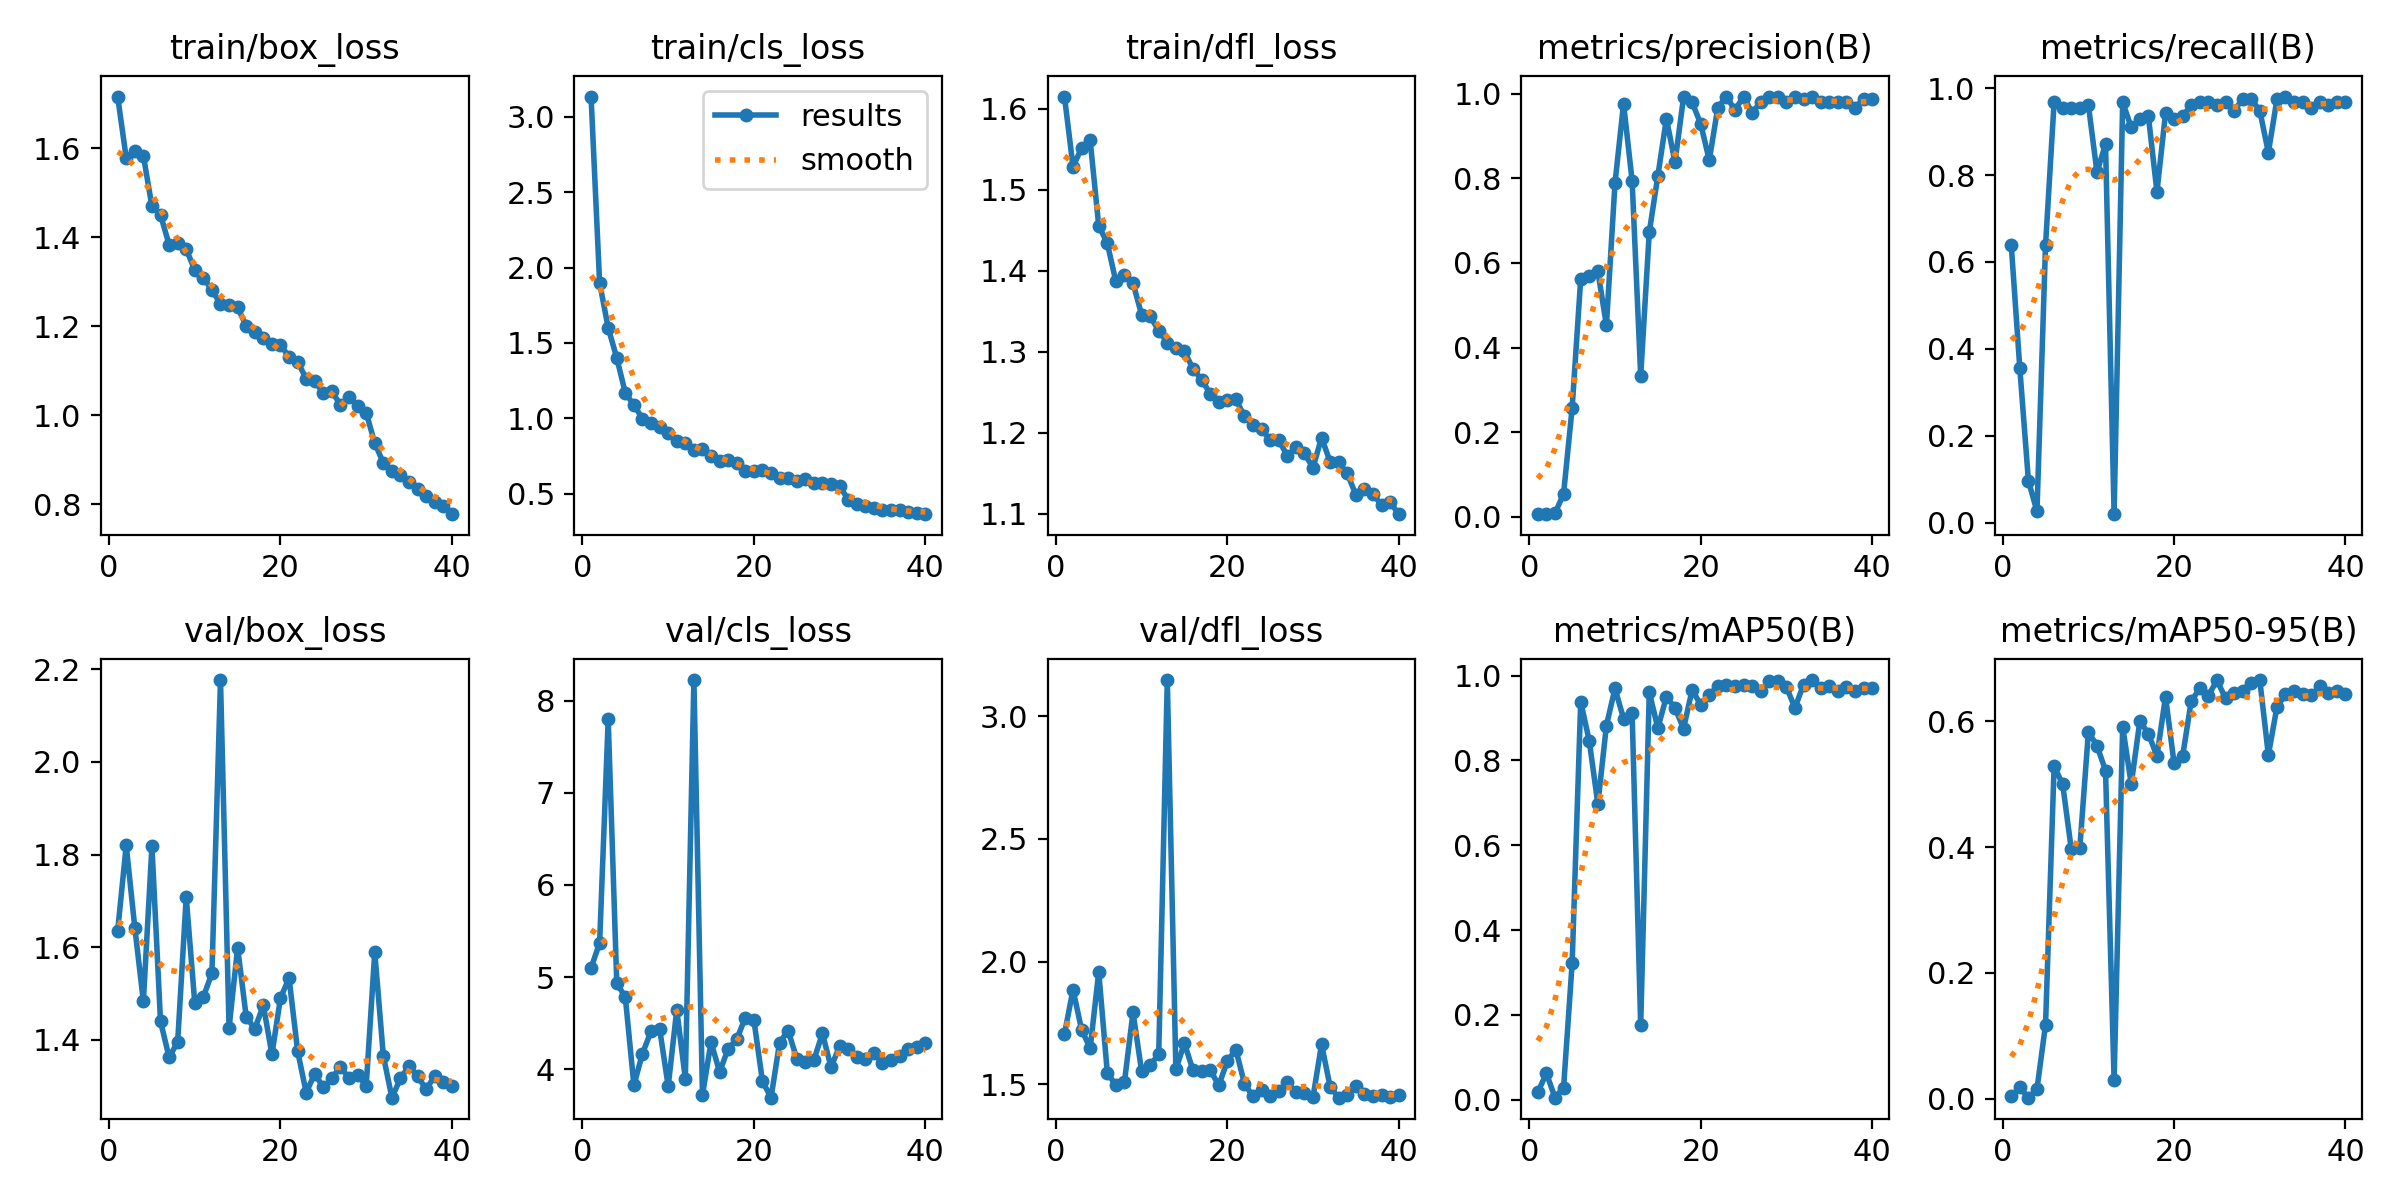 train/box_loss
1.6
1.4
1.2
1.0
0.8
0 20 40
train/cls_loss
results
smooth
3.0
2.5
2.0
1.5
1.0
0.5
0 20 40
train/dfl_loss
1.6
1.5
1.4
1.3
1.2
1.1
0 20 40
metrics/precision(B)
1.0
0.8
0.6
0.4
0.2
0.0
0 20 40
metrics/recall(B)
1.0
0.8
0.6
0.4
0.2
0.0
0 20 40
val/box_loss
2.2
2.0
1.8
1.6
1.4
0 20 40
val/cls_loss
8
7
6
5
4
0 20 40
val/dfl_loss
3.0
2.5
2.0
1.5
0 20 40
metrics/mAP50(B)
1.0
0.8
0.6
0.4
0.2
0.0
0 20 40
metrics/mAP50-95(B)
0.6
0.4
0.2
0.0
0 20 40